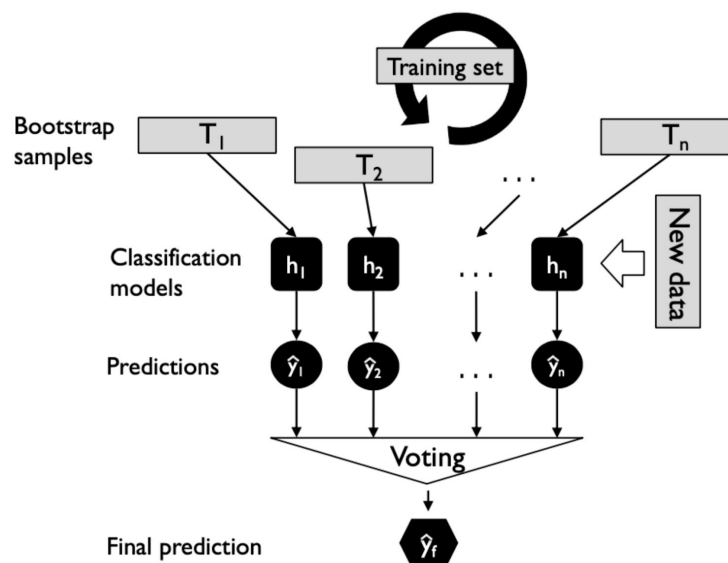 Training set
Bootstrap
samples
T₁
T₂
. . .
Tₙ
New data
Classification
models
h₁
h₂
. . .
hₙ
Predictions
ŷ₁
ŷ₂
. . .
ŷₙ
Voting
Final prediction
ŷ_f